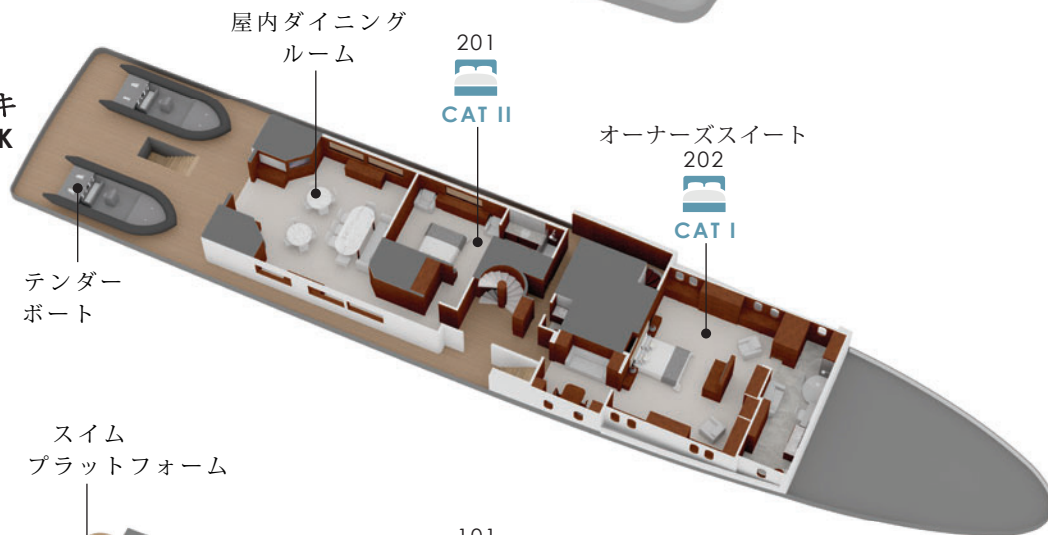 屋内ダイニング
ルーム
201
CAT II
キ
K
オーナーズスイート
202
CAT I
テンダー
ボート
スイム
プラットフォーム
101